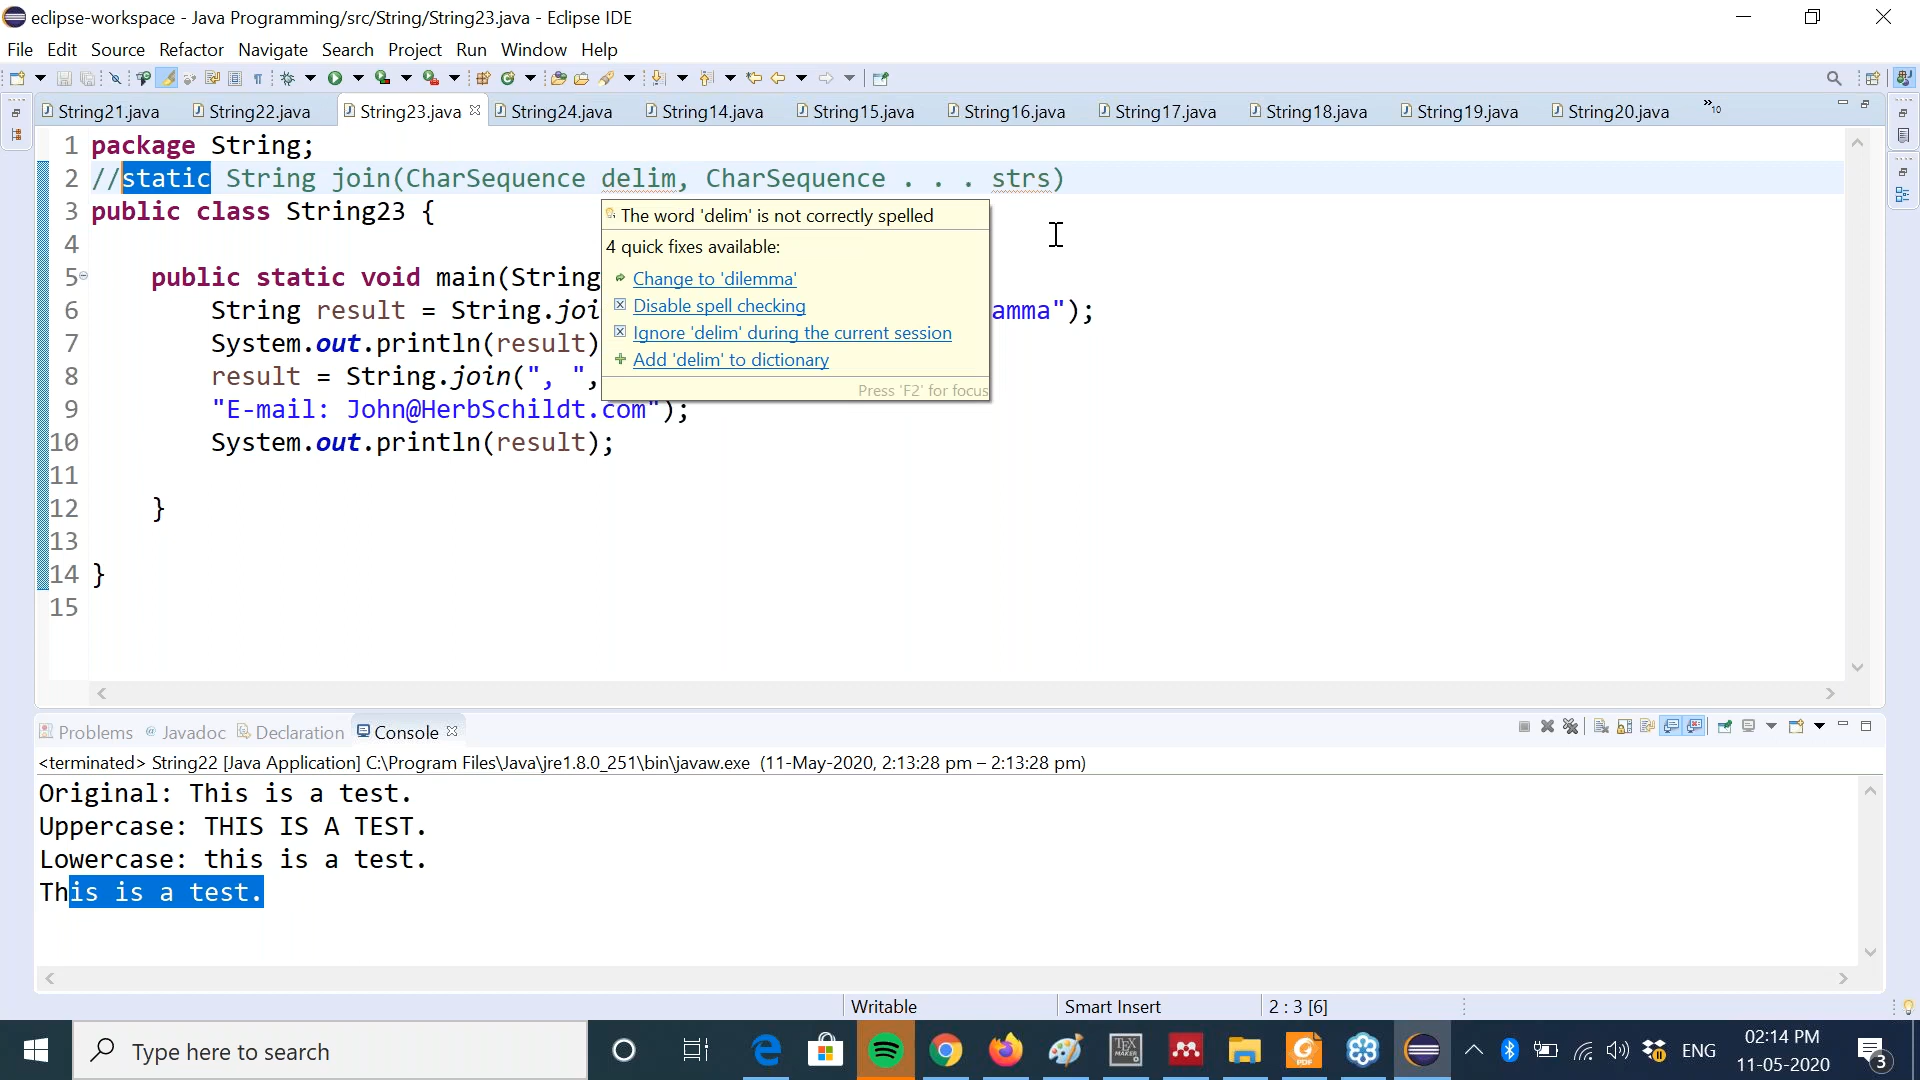 eclipse-workspace - Java Programming/src/String/String23.java - Eclipse IDE
File Edit Source Refactor Navigate Search Project Run Window Help
String21.java String22.java String23.java String24.java String14.java String15.java String16.java String17.java String18.java String19.java String20.java »10
1 package String;
2 //static String join(CharSequence delim, CharSequence . . . strs)
3 public class String23 {
The word 'delim' is not correctly spelled
4
4 quick fixes available:
5 public static void main(String
Change to 'dilemma'
6 String result = String.joi amma");
Disable spell checking
7 System.out.println(result)
Ignore 'delim' during the current session
Add 'delim' to dictionary
8 result = String.join(", ",
Press 'F2' for focus
9 "E-mail: John@HerbSchildt.com");
10 System.out.println(result);
11
12 }
13
14 }
15
Problems @ Javadoc Declaration Console
<terminated> String22 [Java Application] C:\Program Files\Java\jre1.8.0_251\bin\javaw.exe (11-May-2020, 2:13:28 pm – 2:13:28 pm)
Original: This is a test.
Uppercase: THIS IS A TEST.
Lowercase: this is a test.
This is a test.
Writable Smart Insert 2 : 3 [6]
Type here to search
TEX MAKER
PDF
ENG
02:14 PM
11-05-2020
3